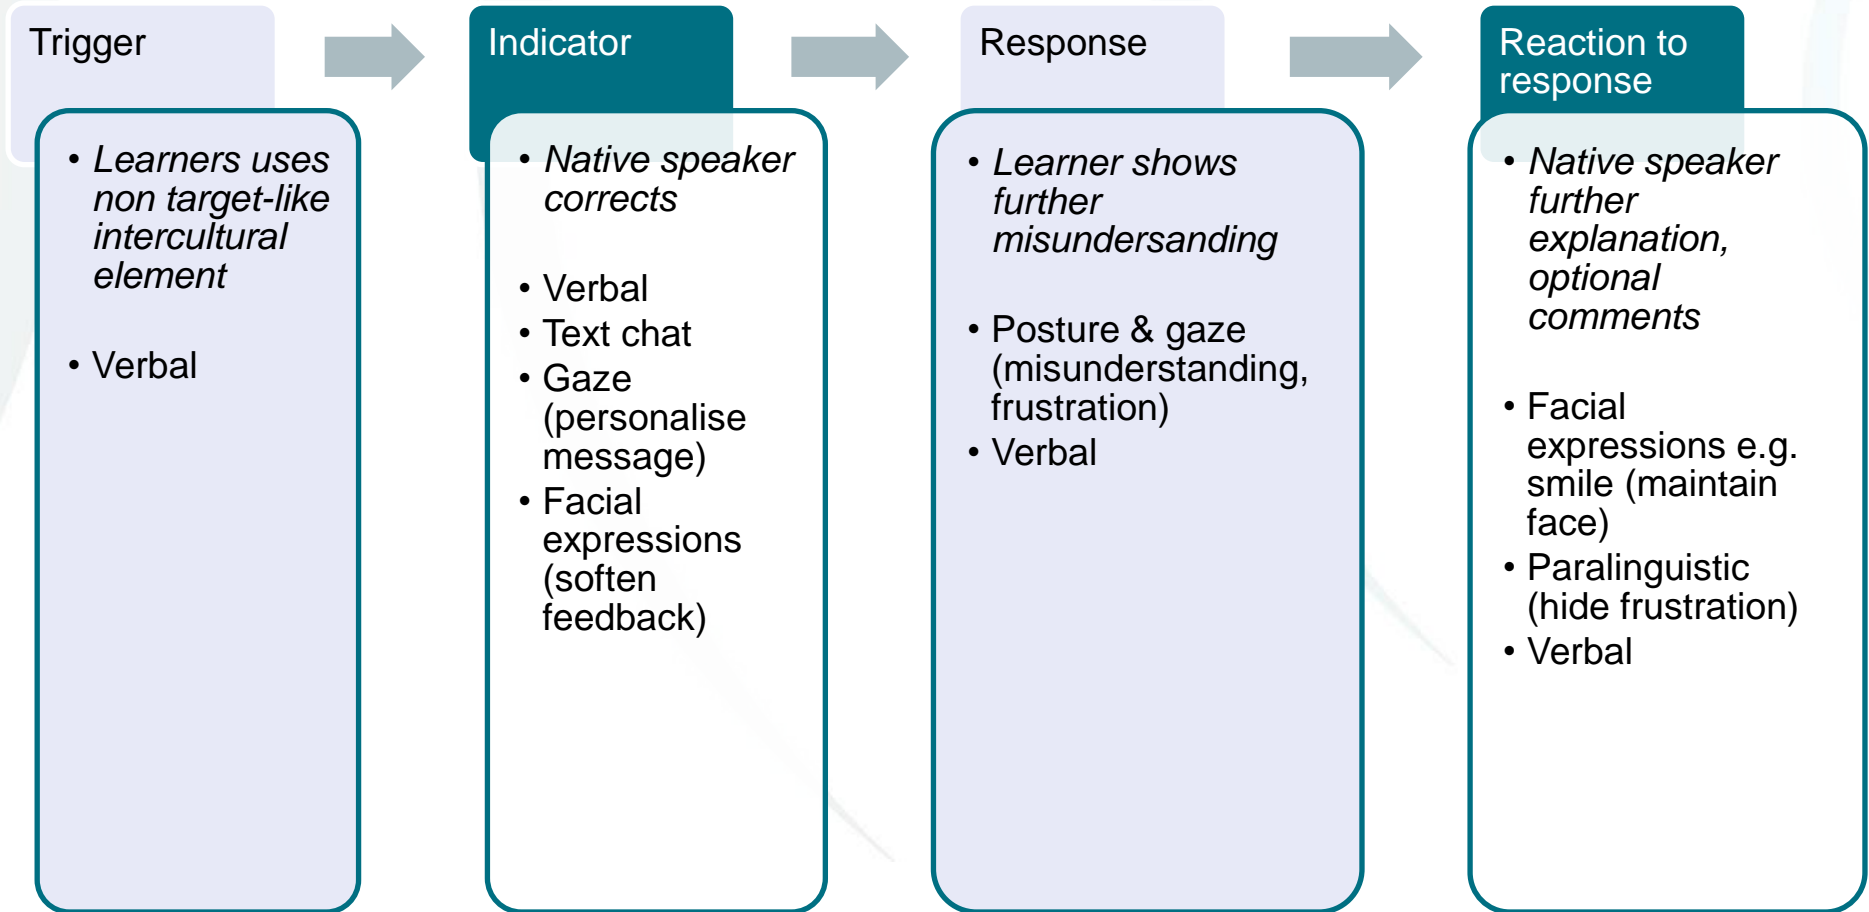 Trigger
• Learners uses
non target-like
intercultural
element
• Verbal
Indicator
• Native speaker
corrects
• Verbal
• Text chat
• Gaze
(personalise
message)
• Facial
expressions
(soften
feedback)
Response
• Learner shows
further
misundersanding
• Posture & gaze
(misunderstanding,
frustration)
• Verbal
Reaction to
response
• Native speaker
further
explanation,
optional
comments
• Facial
expressions e.g.
smile (maintain
face)
• Paralinguistic
(hide frustration)
• Verbal